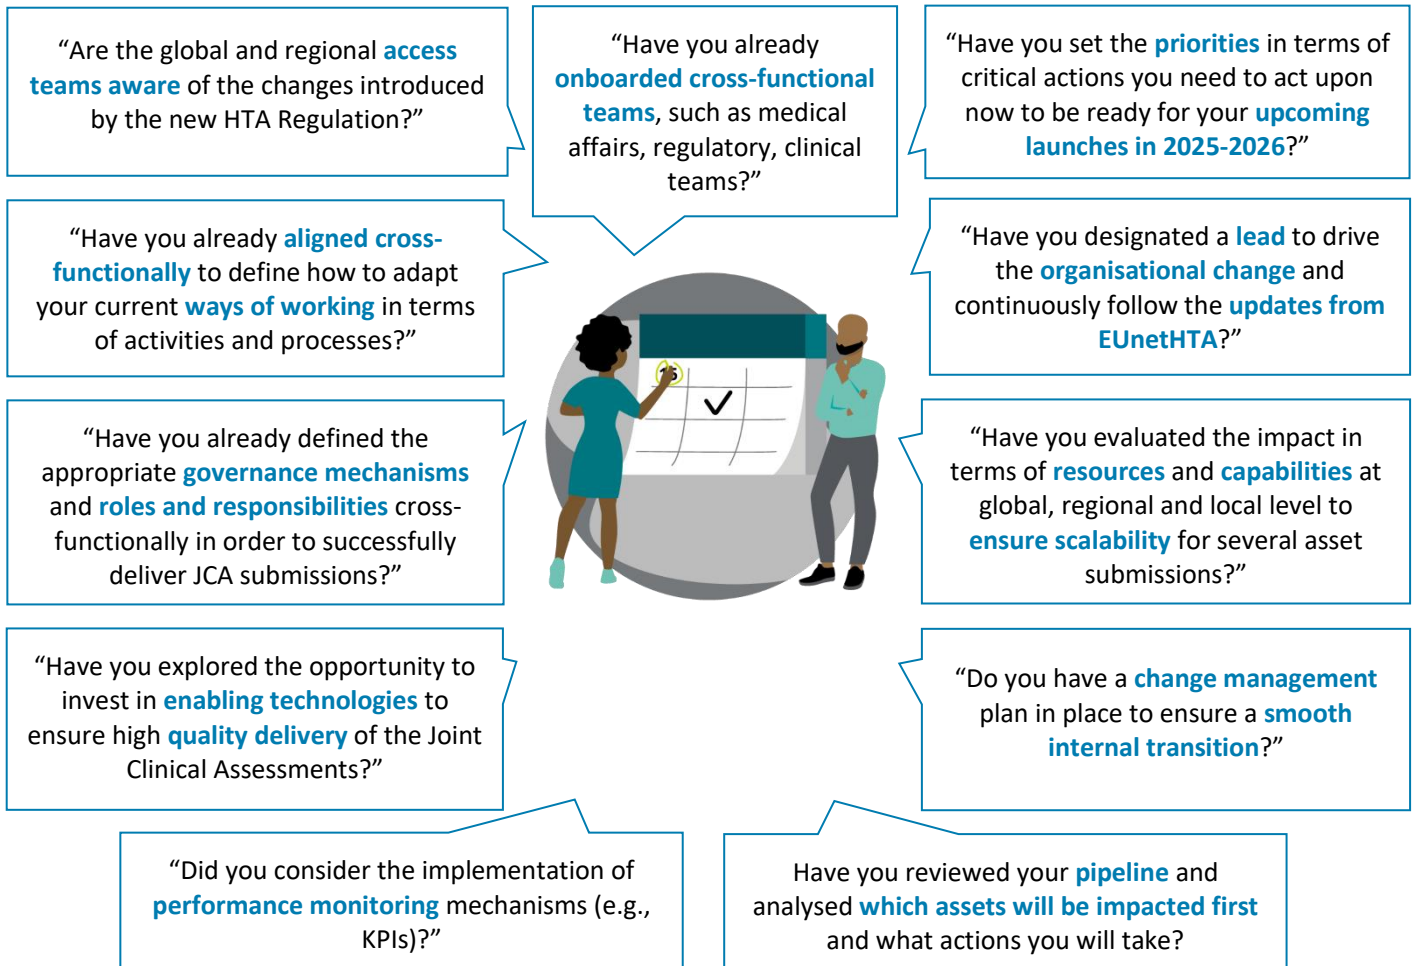 “Are the global and regional access
teams aware of the changes introduced
by the new HTA Regulation?”
“Have you already
onboarded cross-functional
teams, such as medical
affairs, regulatory, clinical
teams?”
“Have you set the priorities in terms of
critical actions you need to act upon
now to be ready for your upcoming
launches in 2025-2026?”
“Have you already aligned cross-
functionally to define how to adapt
your current ways of working in terms
of activities and processes?”
“Have you designated a lead to drive
the organisational change and
continuously follow the updates from
EUnetHTA?”
“Have you already defined the
appropriate governance mechanisms
and roles and responsibilities cross-
functionally in order to successfully
deliver JCA submissions?”
“Have you evaluated the impact in
terms of resources and capabilities at
global, regional and local level to
ensure scalability for several asset
submissions?”
“Have you explored the opportunity to
invest in enabling technologies to
ensure high quality delivery of the Joint
Clinical Assessments?”
“Do you have a change management
plan in place to ensure a smooth
internal transition?”
“Did you consider the implementation of
performance monitoring mechanisms (e.g.,
KPIs)?”
Have you reviewed your pipeline and
analysed which assets will be impacted first
and what actions you will take?